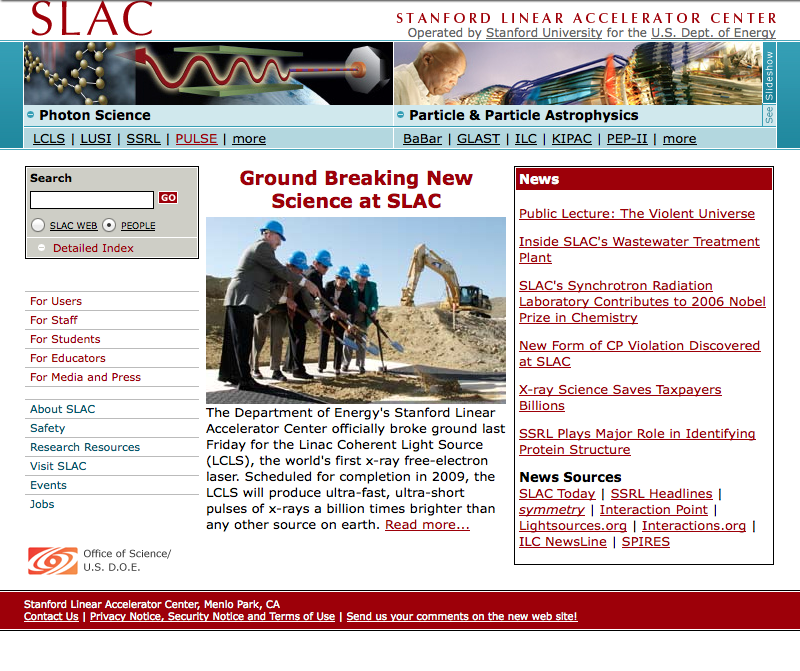 SLAC
STANFORD LINEAR ACCELERATOR CENTER
Operated by Stanford University for the U.S. Dept. of Energy
See Slideshow
Photon Science
LCLS | LUSI | SSRL | PULSE | more
Particle & Particle Astrophysics
BaBar | GLAST | ILC | KIPAC | PEP-II | more
Search
GO
SLAC WEB PEOPLE
Detailed Index
For Users
For Staff
For Students
For Educators
For Media and Press
About SLAC
Safety
Research Resources
Visit SLAC
Events
Jobs
Office of Science/
U.S. D.O.E.
Ground Breaking New
Science at SLAC
The Department of Energy's Stanford Linear
Accelerator Center officially broke ground last
Friday for the Linac Coherent Light Source
(LCLS), the world's first x-ray free-electron
laser. Scheduled for completion in 2009, the
LCLS will produce ultra-fast, ultra-short
pulses of x-rays a billion times brighter than
any other source on earth. Read more...
News
Public Lecture: The Violent Universe
Inside SLAC's Wastewater Treatment
Plant
SLAC's Synchrotron Radiation
Laboratory Contributes to 2006 Nobel
Prize in Chemistry
New Form of CP Violation Discovered
at SLAC
X-ray Science Saves Taxpayers
Billions
SSRL Plays Major Role in Identifying
Protein Structure
News Sources
SLAC Today | SSRL Headlines |
symmetry | Interaction Point |
Lightsources.org | Interactions.org |
ILC NewsLine | SPIRES
Stanford Linear Accelerator Center, Menlo Park, CA
Contact Us | Privacy Notice, Security Notice and Terms of Use | Send us your comments on the new web site!